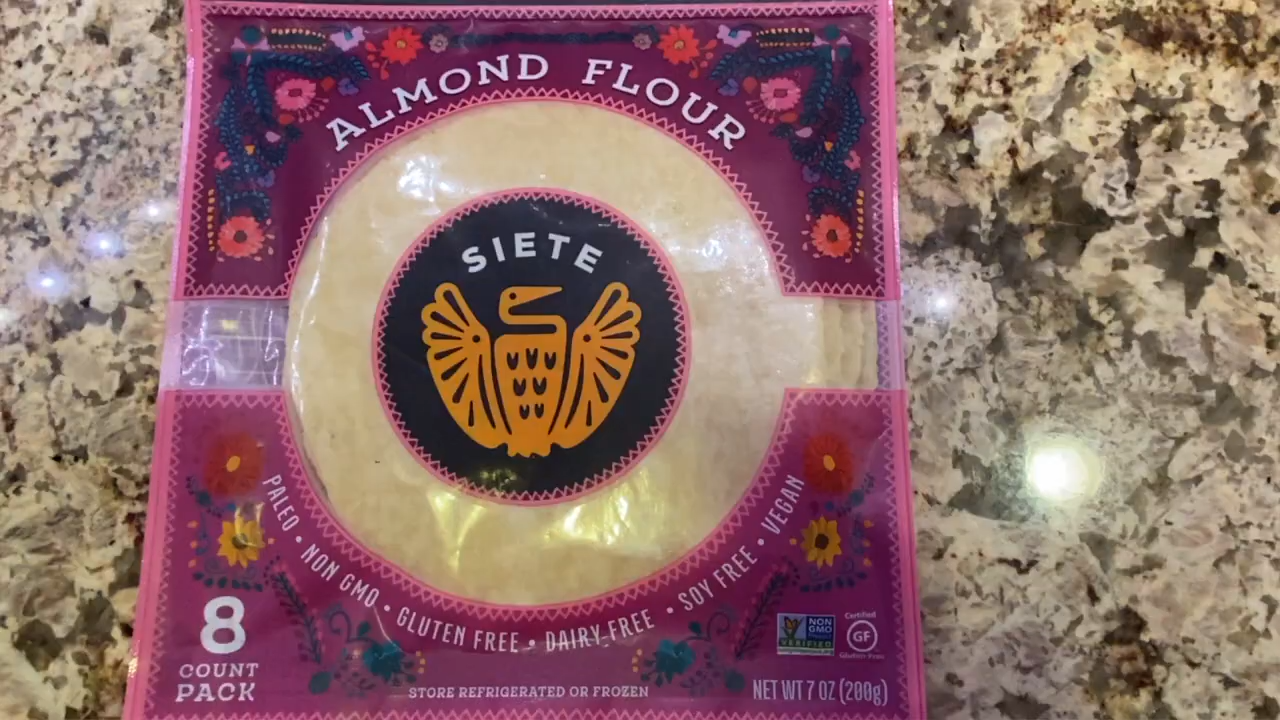 ALMOND FLOUR
SIETE
PALEO • NON GMO • GLUTEN FREE • DAIRY-FREE • SOY FREE • VEGAN
8
COUNT
PACK
STORE REFRIGERATED OR FROZEN
NON
GMO
VERIFIED
Certified
GF
Gluten-Free
NET WT 7 OZ (200g)